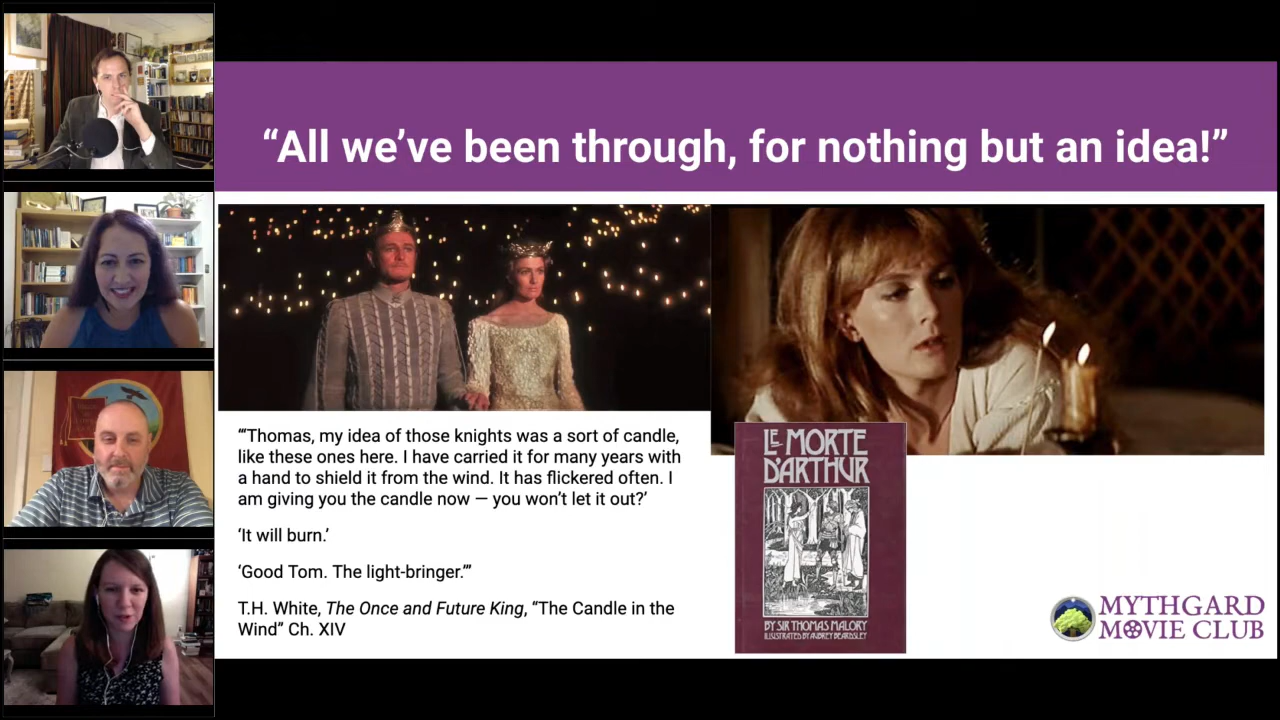 “All we’ve been through, for nothing but an idea!”
“‘Thomas, my idea of those knights was a sort of candle,
like these ones here. I have carried it for many years with
a hand to shield it from the wind. It has flickered often. I
am giving you the candle now — you won’t let it out?’
‘It will burn.’
‘Good Tom. The light-bringer.’”
T.H. White, The Once and Future King, “The Candle in the
Wind” Ch. XIV
LE MORTE
D'ARTHUR
BY SIR THOMAS MALORY
ILLUSTRATED BY AUBREY BEARDSLEY
MYTHGARD
MOVIE CLUB